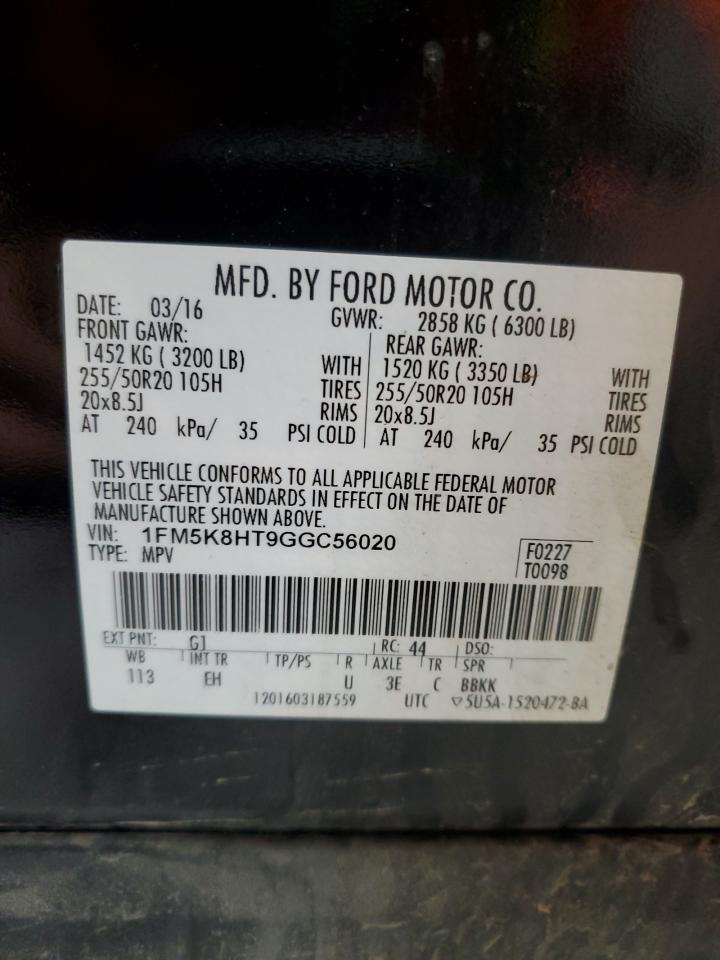 MFD. BY FORD MOTOR CO.
DATE: 03/16 GVWR: 2858 KG ( 6300 LB)
FRONT GAWR: REAR GAWR:
1452 KG ( 3200 LB) WITH 1520 KG ( 3350 LB) WITH
255/50R20 105H TIRES 255/50R20 105H TIRES
20x8.5J RIMS 20x8.5J RIMS
AT 240 kPa/ 35 PSI COLD AT 240 kPa/ 35 PSI COLD
THIS VEHICLE CONFORMS TO ALL APPLICABLE FEDERAL MOTOR
VEHICLE SAFETY STANDARDS IN EFFECT ON THE DATE OF
MANUFACTURE SHOWN ABOVE.
VIN: 1FM5K8HT9GGC56020 F0227
TYPE: MPV T0098
EXT PNT: G1 RC: 44 DSO:
WB INT TR TP/PS R AXLE TR SPR
113 EH U 3E C BBKK
1201603187559 UTC ▽5U5A-1520472-BA